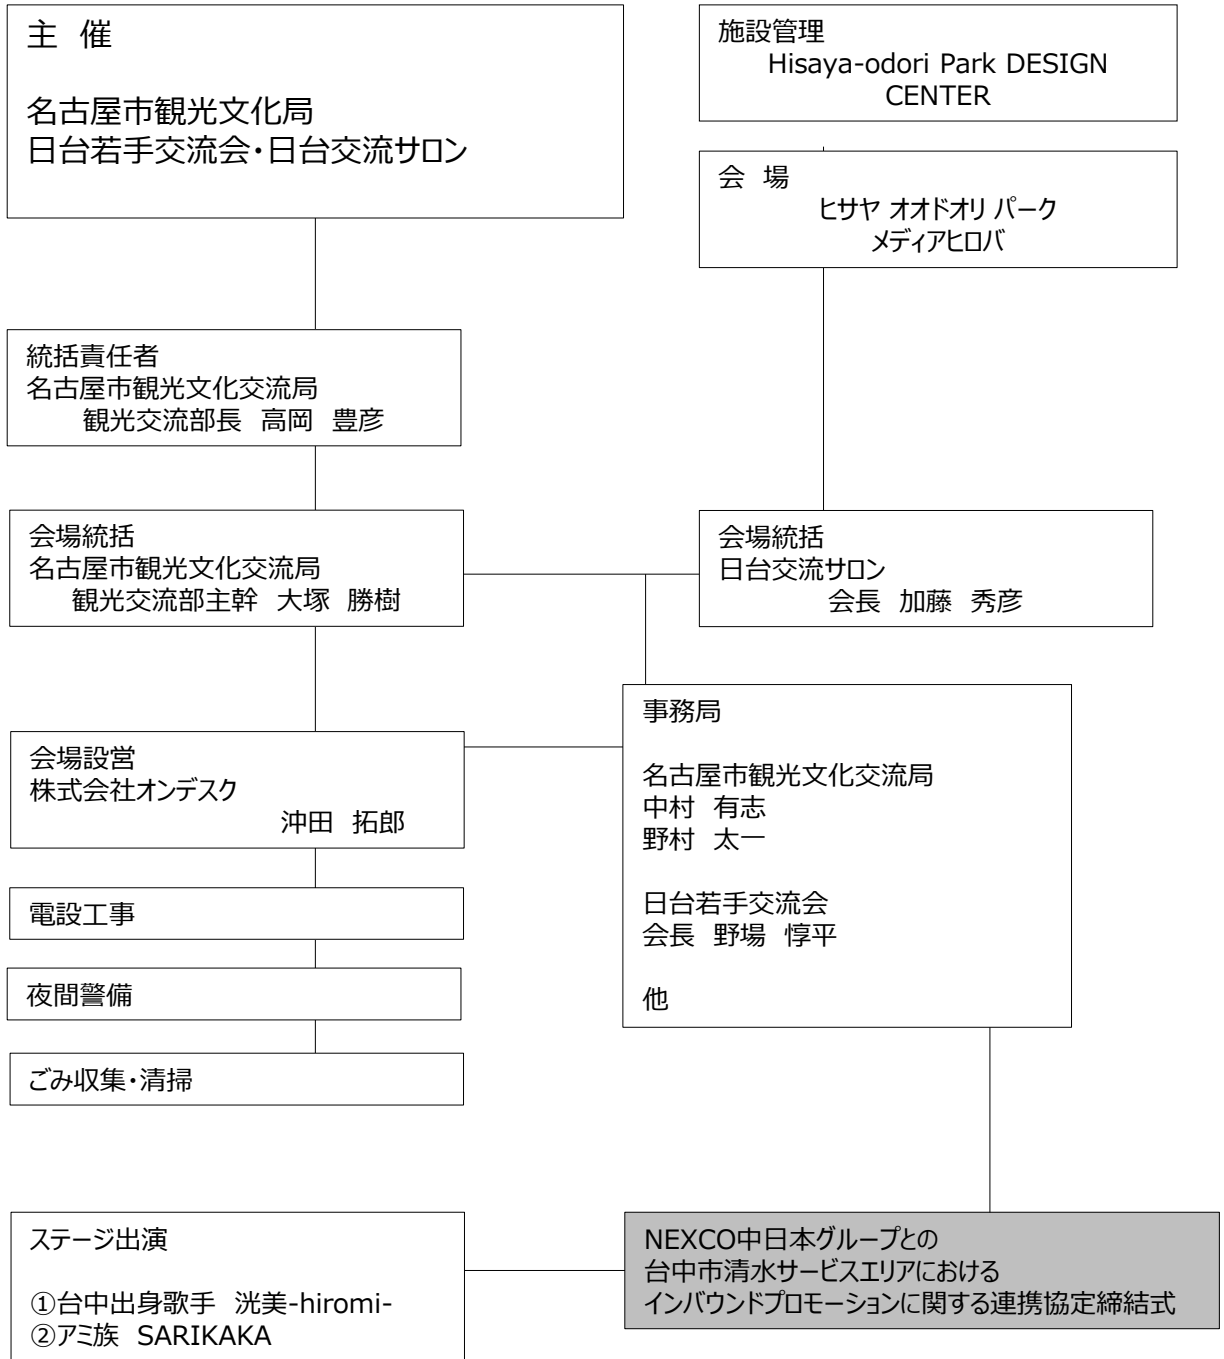 主 催
名古屋市観光文化局
日台若手交流会・日台交流サロン
施設管理
Hisaya-odori Park DESIGN
CENTER
会 場
ヒサヤ オオドオリ パーク
メディアヒロバ
統括責任者
名古屋市観光文化交流局
観光交流部長 高岡 豊彦
会場統括
名古屋市観光文化交流局
観光交流部主幹 大塚 勝樹
会場統括
日台交流サロン
会長 加藤 秀彦
会場設営
株式会社オンデスク
沖田 拓郎
事務局
名古屋市観光文化交流局
中村 有志
野村 太一
日台若手交流会
会長 野場 惇平
他
電設工事
夜間警備
ごみ収集・清掃
ステージ出演
①台中出身歌手 洸美-hiromi-
②アミ族 SARIKAKA
NEXCO中日本グループとの
台中市清水サービスエリアにおける
インバウンドプロモーションに関する連携協定締結式